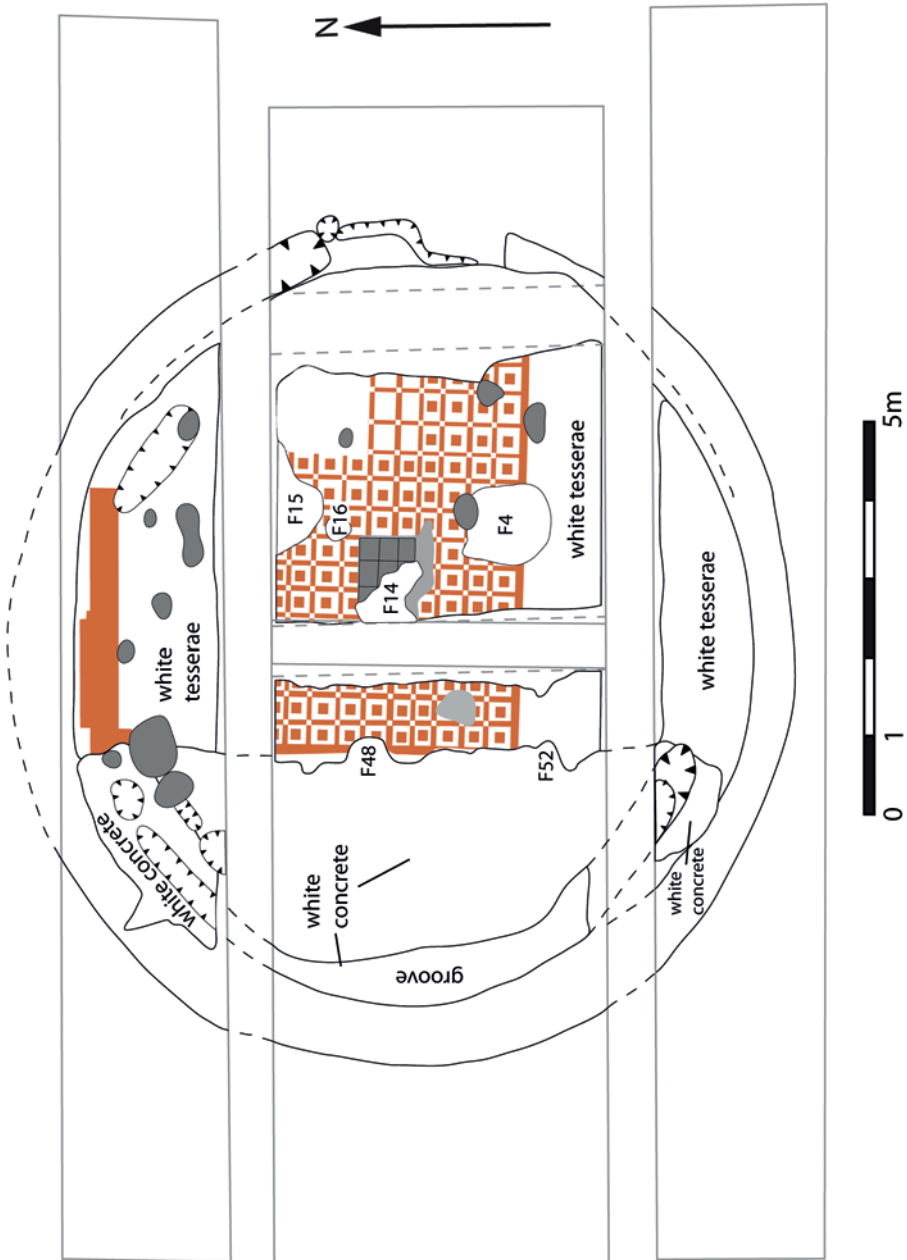 white concrete
white
tesserae
F15
N
white
concrete
F16
F48
F14
groove
F4
F52
white tesserae
white
concrete
white tesserae
0 1 5m